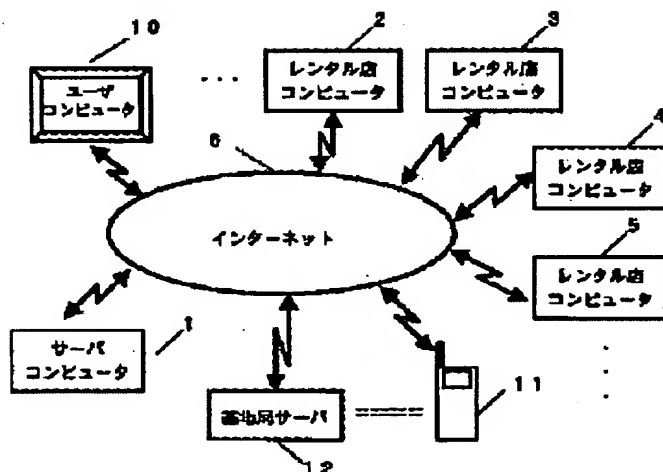 10
ユーザ
コンピュータ
2
レンタル店
コンピュータ
3
レンタル店
コンピュータ
4
レンタル店
コンピュータ
5
レンタル店
コンピュータ
6
インターネット
1
サーバ
コンピュータ
基地局サーバ
12
11